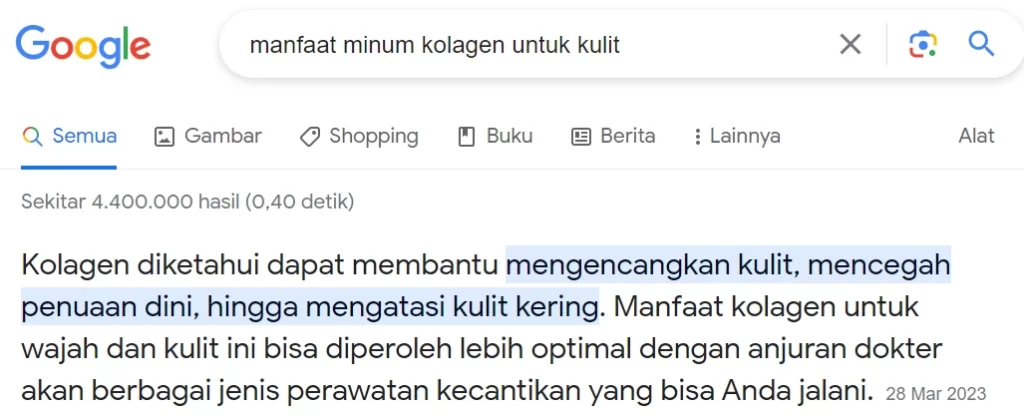 Google
manfaat minum kolagen untuk kulit
Semua Gambar Shopping Buku Berita Lainnya Alat
Sekitar 4.400.000 hasil (0,40 detik)
Kolagen diketahui dapat membantu mengencangkan kulit, mencegah
penuaan dini, hingga mengatasi kulit kering. Manfaat kolagen untuk
wajah dan kulit ini bisa diperoleh lebih optimal dengan anjuran dokter
akan berbagai jenis perawatan kecantikan yang bisa Anda jalani. 28 Mar 2023